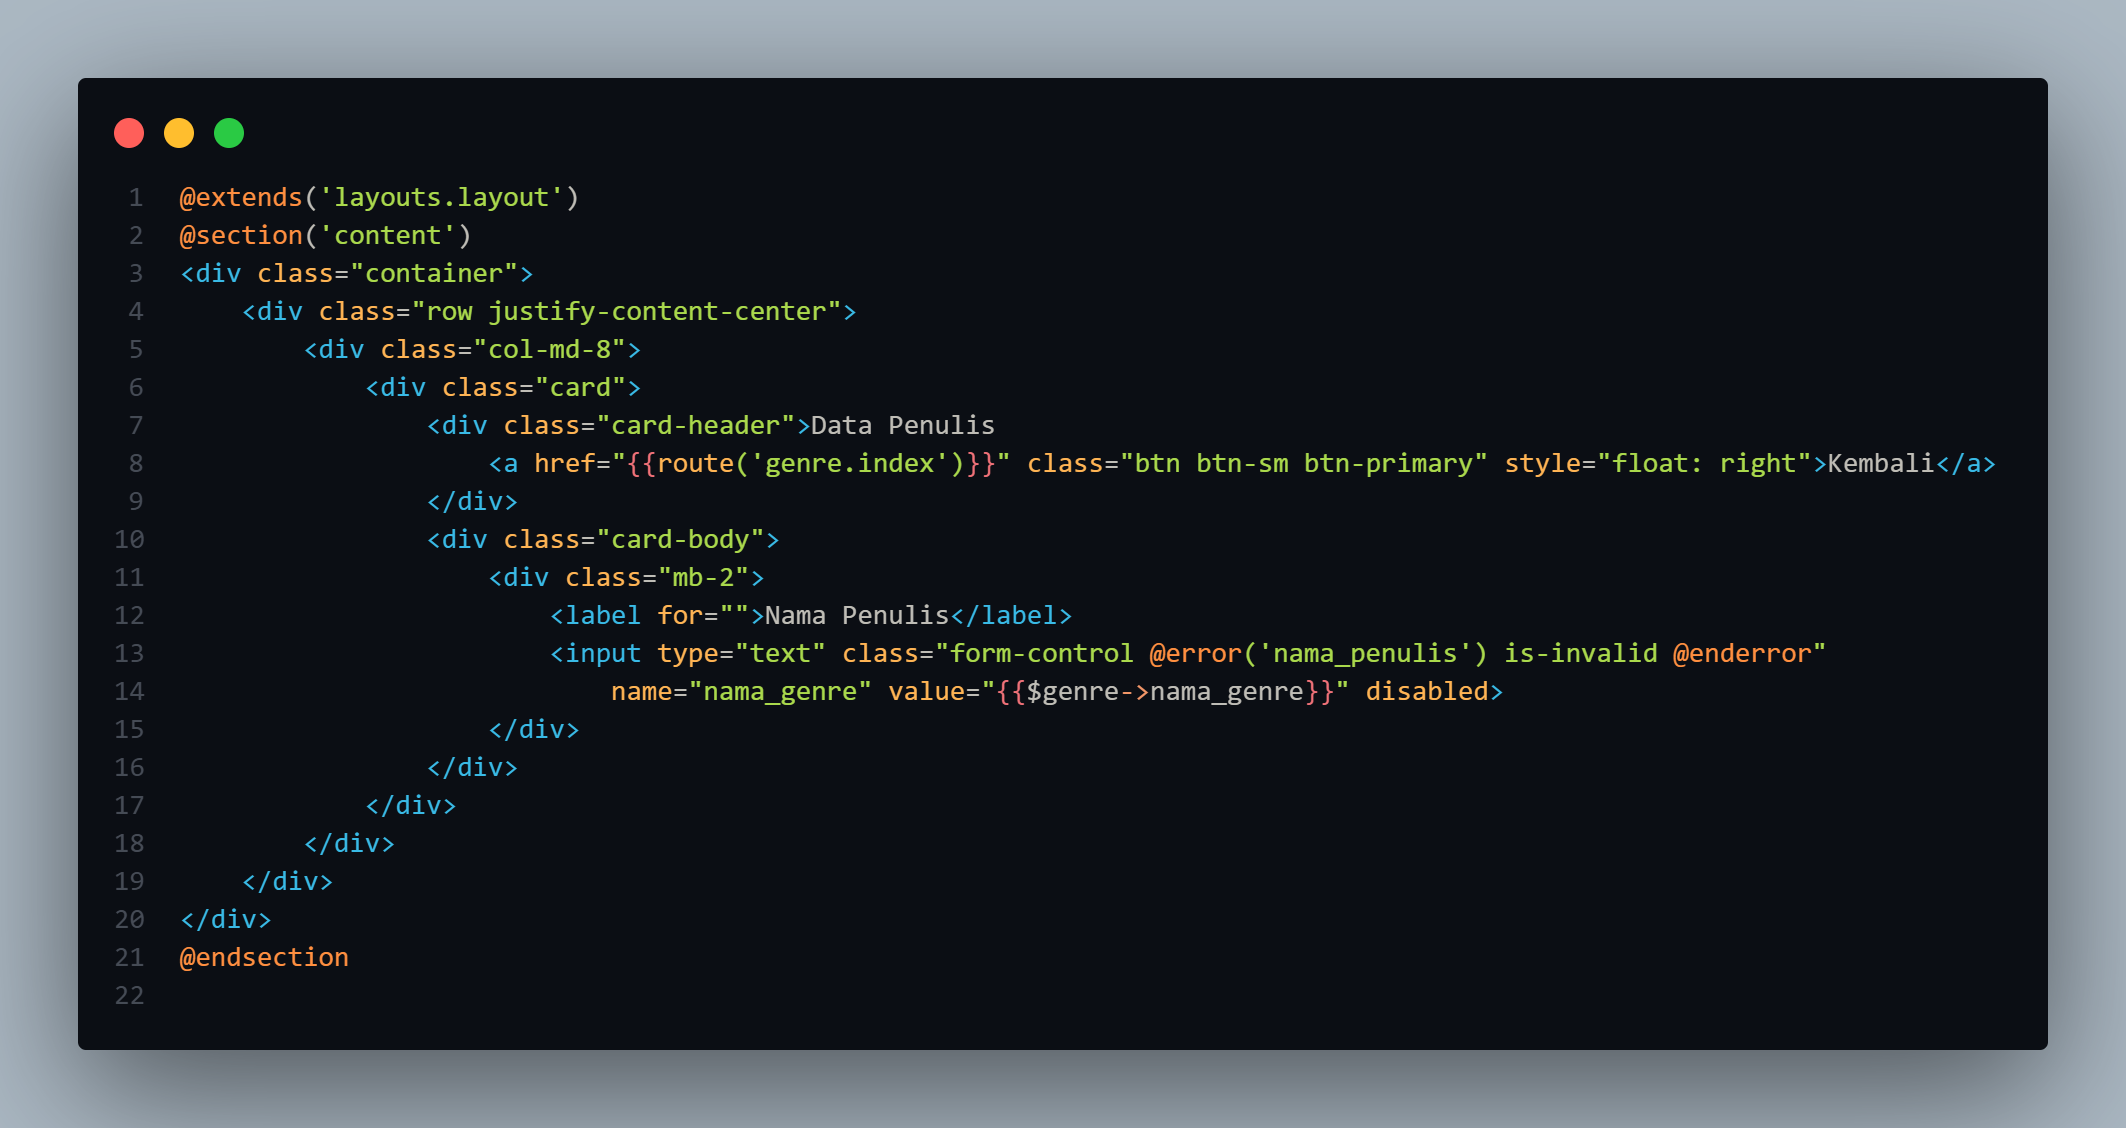 1 @extends('layouts.layout')
2 @section('content')
3 <div class="container">
4     <div class="row justify-content-center">
5         <div class="col-md-8">
6             <div class="card">
7                 <div class="card-header">Data Penulis
8                     <a href="{{route('genre.index')}}" class="btn btn-sm btn-primary" style="float: right">Kembali</a>
9                 </div>
10                 <div class="card-body">
11                     <div class="mb-2">
12                         <label for="">Nama Penulis</label>
13                         <input type="text" class="form-control @error('nama_penulis') is-invalid @enderror"
14                             name="nama_genre" value="{{$genre->nama_genre}}" disabled>
15                     </div>
16                 </div>
17             </div>
18         </div>
19     </div>
20 </div>
21 @endsection
22